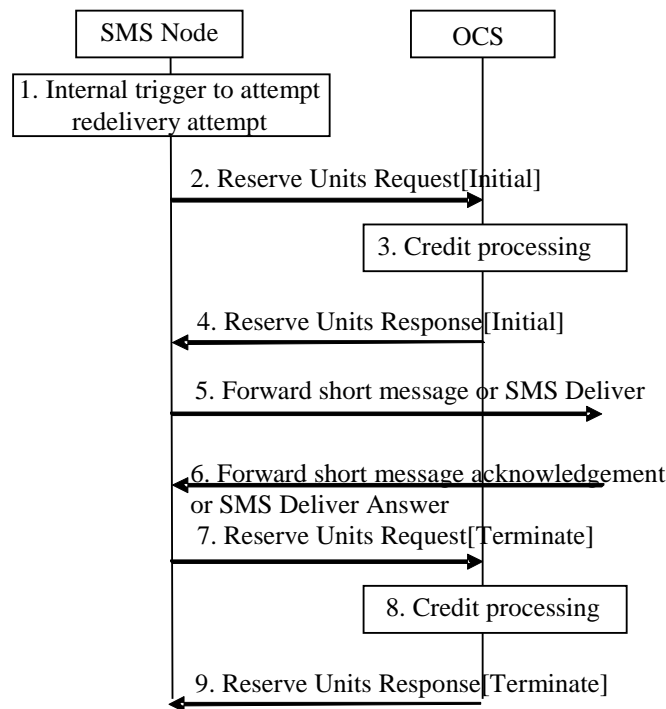 SMS Node
OCS
1. Internal trigger to attempt
redelivery attempt
2. Reserve Units Request[Initial]
3. Credit processing
4. Reserve Units Response[Initial]
5. Forward short message or SMS Deliver
6. Forward short message acknowledgement
or SMS Deliver Answer
7. Reserve Units Request[Terminate]
8. Credit processing
9. Reserve Units Response[Terminate]